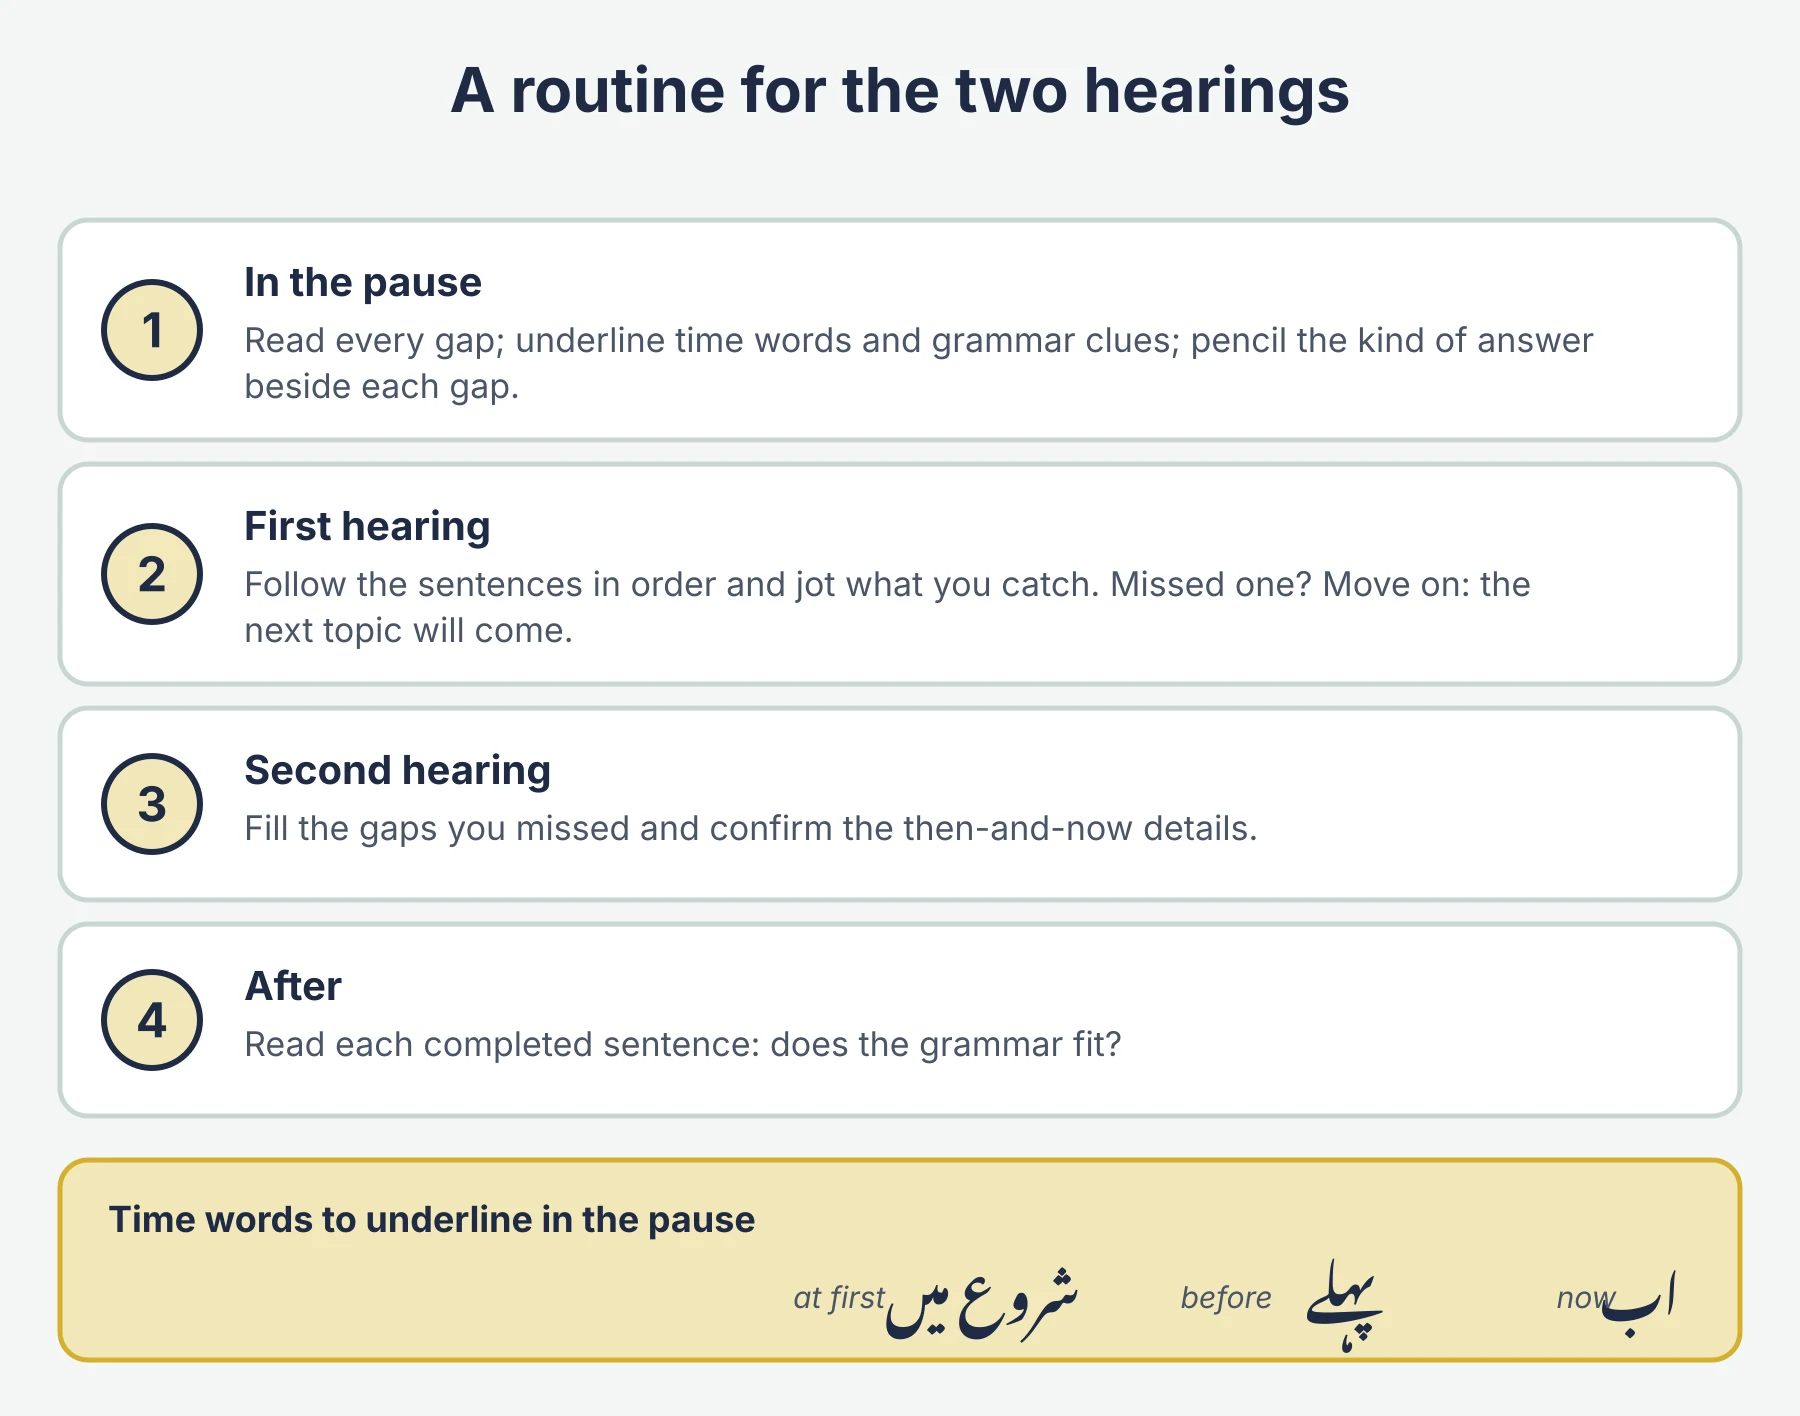 A routine for the two hearings
1
In the pause
Read every gap; underline time words and grammar clues; pencil the kind of answer
beside each gap.
2
First hearing
Follow the sentences in order and jot what you catch. Missed one? Move on: the
next topic will come.
3
Second hearing
Fill the gaps you missed and confirm the then-and-now details.
4
After
Read each completed sentence: does the grammar fit?
Time words to underline in the pause
اب now پہلے before شروع میں at first